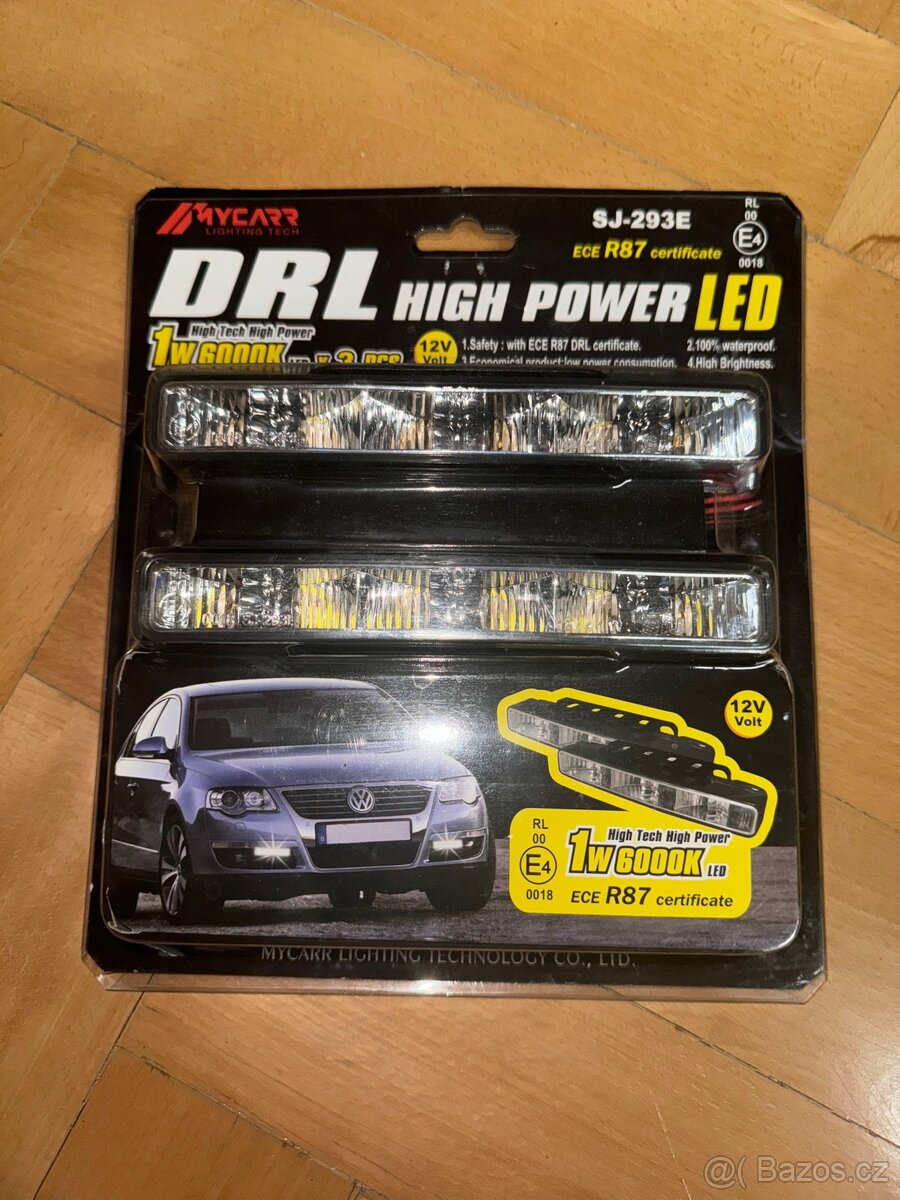 MYCARR
LIGHTING TECH
SJ-293E
RL
00
E4
0018
ECE R87 certificate
DRL HIGH POWER LED
High Tech High Power
1W 6000K LED x 3 PCS
12V
Volt
1.Safety : with ECE R87 DRL certificate.
2.100% waterproof.
3.Economical product:low power consumption.
4.High Brightness.
12V
Volt
RL
00
E4
0018
High Tech High Power
1W 6000K LED
ECE R87 certificate
MYCARR LIGHTING TECHNOLOGY CO., LTD.
@( Bazos.cz